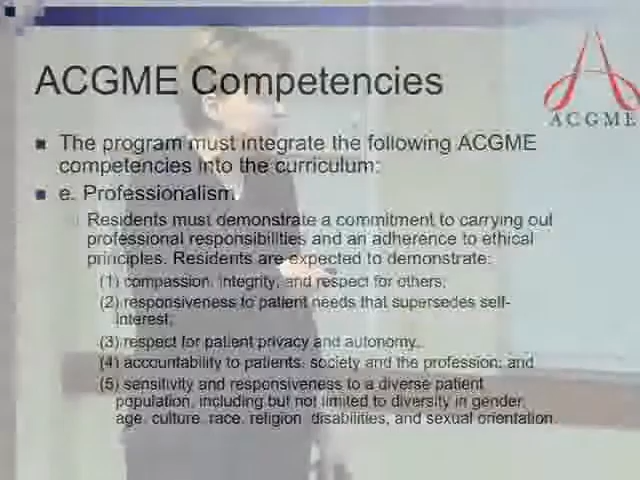 ACGME Competencies
ACGME
The program must integrate the following ACGME
competencies into the curriculum:
e. Professionalism.
Residents must demonstrate a commitment to carrying out
professional responsibilities and an adherence to ethical
principles. Residents are expected to demonstrate:
(1) compassion, integrity, and respect for others;
(2) responsiveness to patient needs that supersedes self-
interest;
(3) respect for patient privacy and autonomy.
(4) accountability to patients, society and the profession; and
(5) sensitivity and responsiveness to a diverse patient
population, including but not limited to diversity in gender,
age, culture, race, religion, disabilities, and sexual orientation.